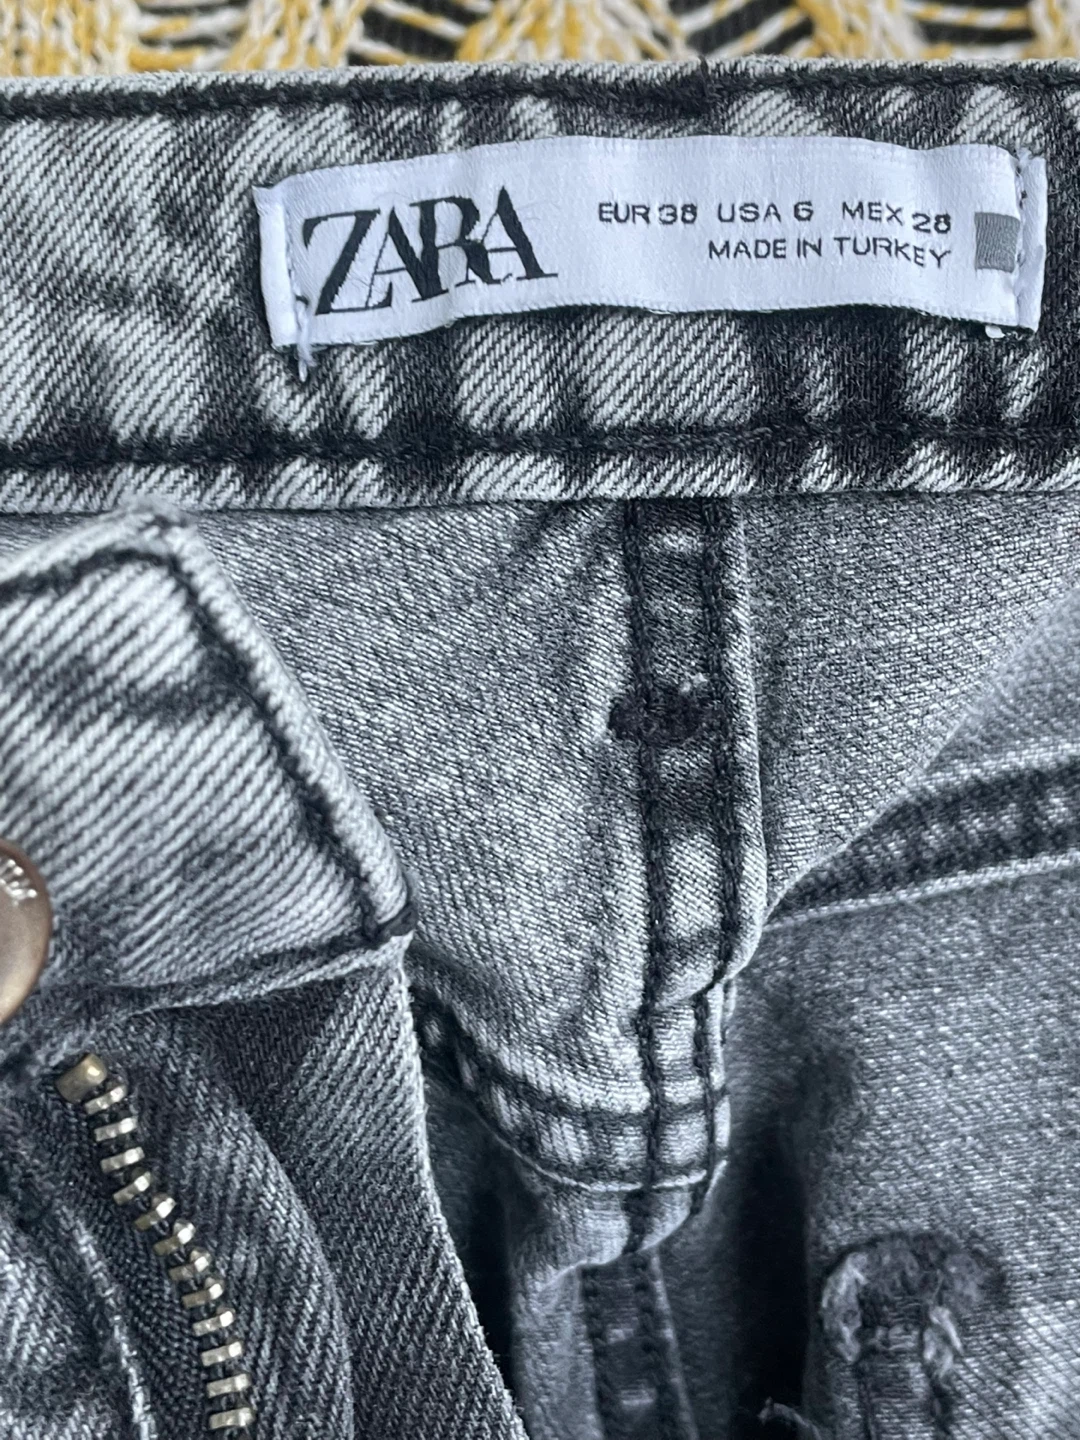 ZARA
EUR 38 USA 6 MEX 28
MADE IN TURKEY